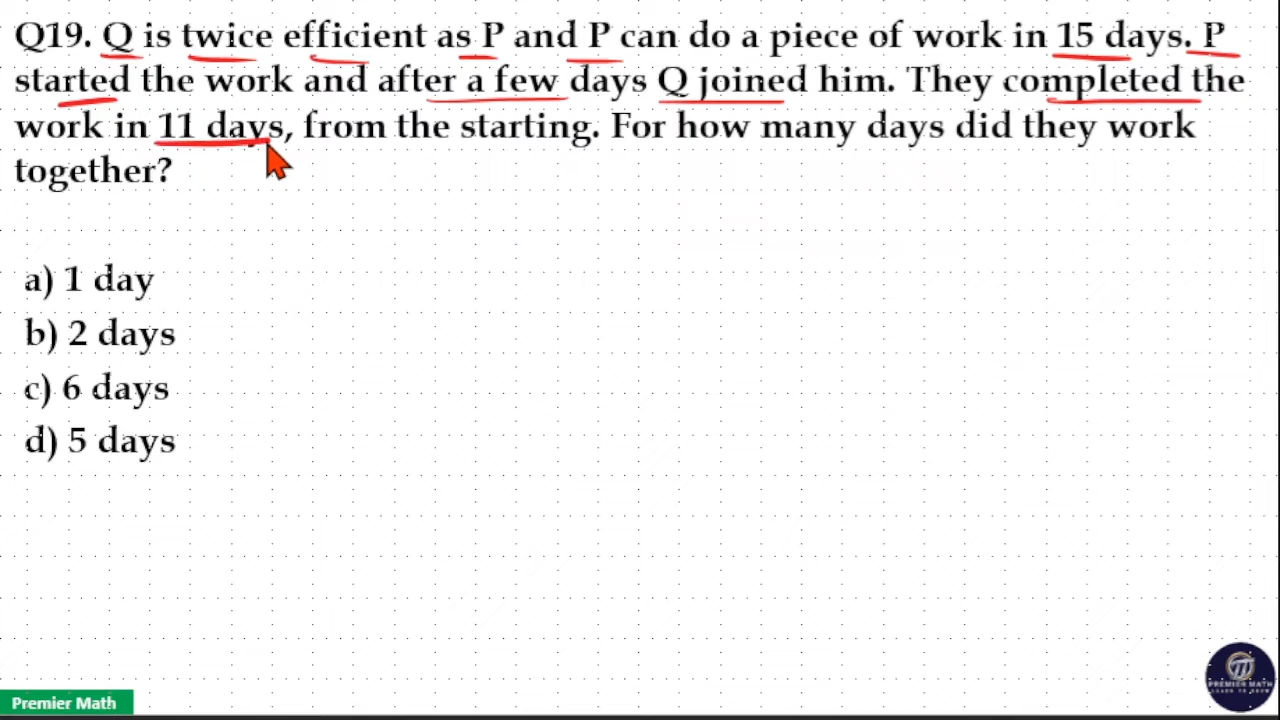 Q19. Q is twice efficient as P and P can do a piece of work in 15 days. P
started the work and after a few days Q joined him. They completed the
work in 11 days, from the starting. For how many days did they work
together?
a) 1 day
b) 2 days
c) 6 days
d) 5 days
Premier Math
PREMIER MATH